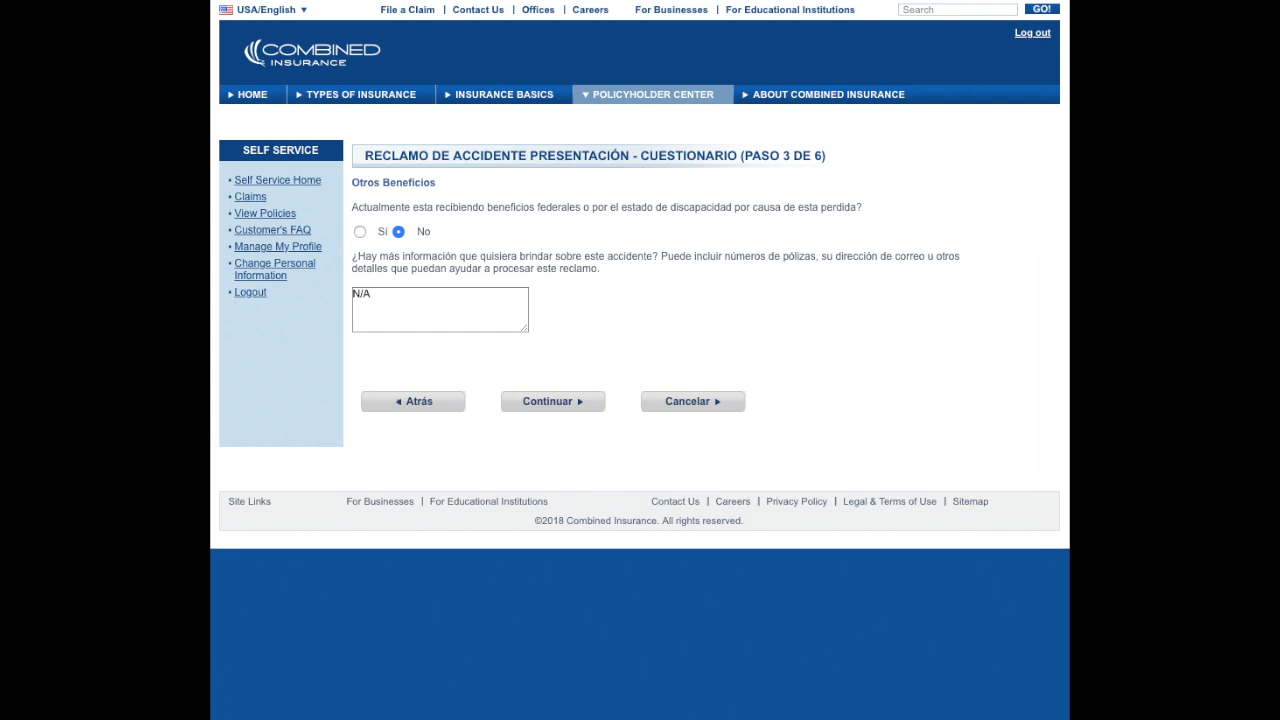 USA/English
File a Claim | Contact Us | Offices | Careers
For Businesses | For Educational Institutions
Search
GO!
Log out
COMBINED
INSURANCE
HOME
TYPES OF INSURANCE
INSURANCE BASICS
POLICYHOLDER CENTER
ABOUT COMBINED INSURANCE
SELF SERVICE
• Self Service Home
• Claims
• View Policies
• Customer's FAQ
• Manage My Profile
• Change Personal
Information
• Logout
RECLAMO DE ACCIDENTE PRESENTACIÓN - CUESTIONARIO (PASO 3 DE 6)
Otros Beneficios
Actualmente esta recibiendo beneficios federales o por el estado de discapacidad por causa de esta perdida?
Sí No
¿Hay más información que quisiera brindar sobre este accidente? Puede incluir números de pólizas, su dirección de correo u otros
detalles que puedan ayudar a procesar este reclamo.
N/A
Atrás
Continuar
Cancelar
Site Links
For Businesses | For Educational Institutions
Contact Us | Careers | Privacy Policy | Legal & Terms of Use | Sitemap
©2018 Combined Insurance. All rights reserved.